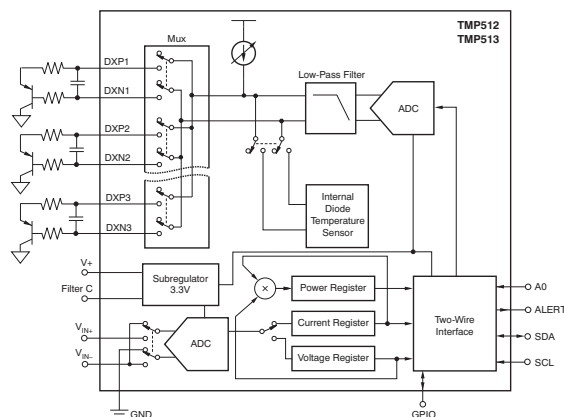 TMP512
TMP513
Mux
DXP1
DXN1
DXP2
DXN2
DXP3
DXN3
Low-Pass Filter
ADC
Internal
Diode
Temperature
Sensor
V+
Filter C
Subregulator
3.3V
VIN+
VIN−
ADC
×
Power Register
Current Register
Voltage Register
Two-Wire
Interface
A0
ALERT
SDA
SCL
GND
GPIO